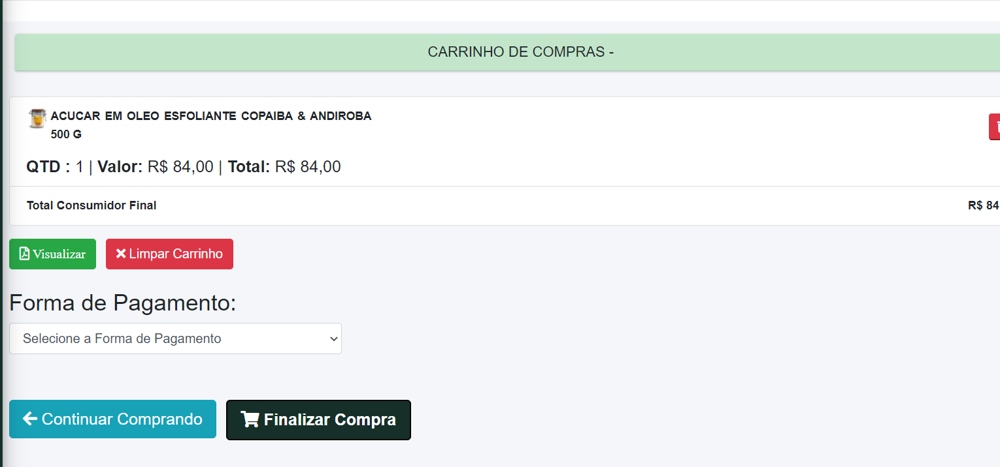 CARRINHO DE COMPRAS -
ACUCAR EM OLEO ESFOLIANTE COPAIBA & ANDIROBA
500 G
QTD : 1 | Valor: R$ 84,00 | Total: R$ 84,00
Total Consumidor Final R$ 84
Visualizar Limpar Carrinho
Forma de Pagamento:
Selecione a Forma de Pagamento
Continuar Comprando Finalizar Compra